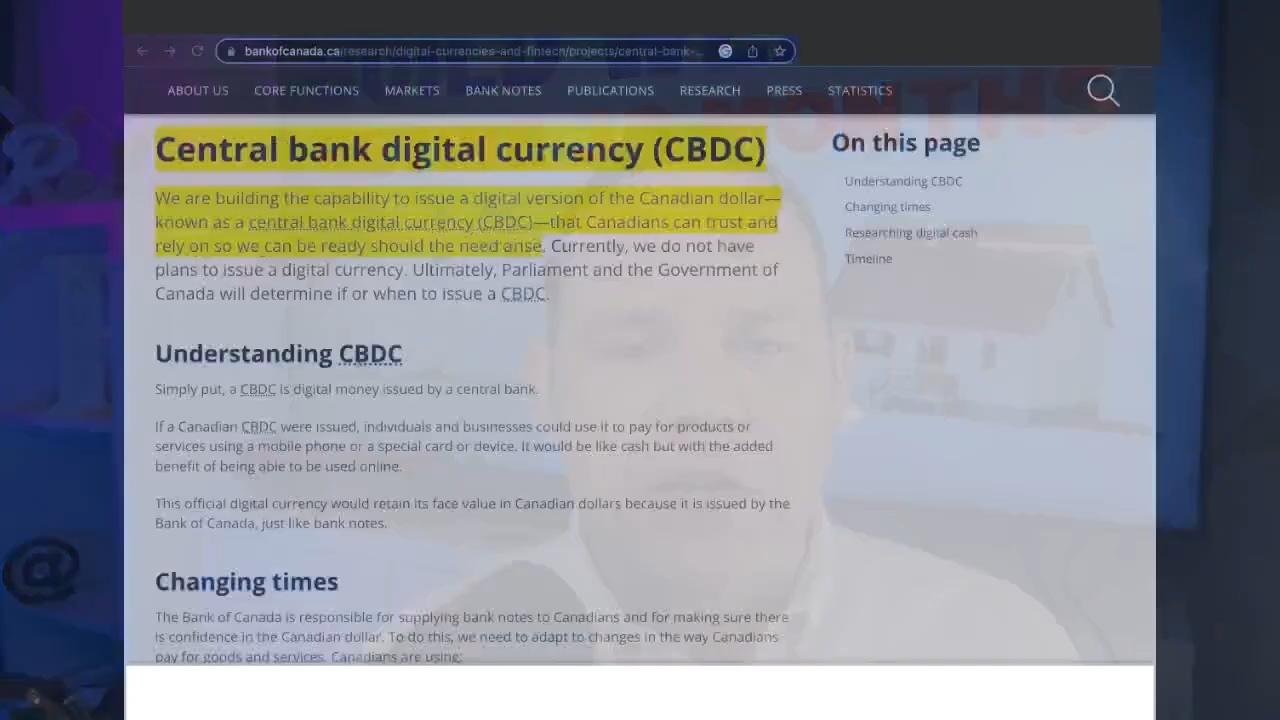 bankofcanada.ca/research/digital-currencies-and-fintech/projects/central-bank-...
ABOUT US CORE FUNCTIONS MARKETS BANK NOTES PUBLICATIONS RESEARCH PRESS STATISTICS
MONTHS
Central bank digital currency (CBDC)
We are building the capability to issue a digital version of the Canadian dollar—
known as a central bank digital currency (CBDC)—that Canadians can trust and
rely on so we can be ready should the need arise. Currently, we do not have
plans to issue a digital currency. Ultimately, Parliament and the Government of
Canada will determine if or when to issue a CBDC.
Understanding CBDC
Simply put, a CBDC is digital money issued by a central bank.
If a Canadian CBDC were issued, individuals and businesses could use it to pay for products or
services using a mobile phone or a special card or device. It would be like cash but with the added
benefit of being able to be used online.
This official digital currency would retain its face value in Canadian dollars because it is issued by the
Bank of Canada, just like bank notes.
Changing times
The Bank of Canada is responsible for supplying bank notes to Canadians and for making sure there
is confidence in the Canadian dollar. To do this, we need to adapt to changes in the way Canadians
pay for goods and services. Canadians are using:
On this page
Understanding CBDC
Changing times
Researching digital cash
Timeline
@